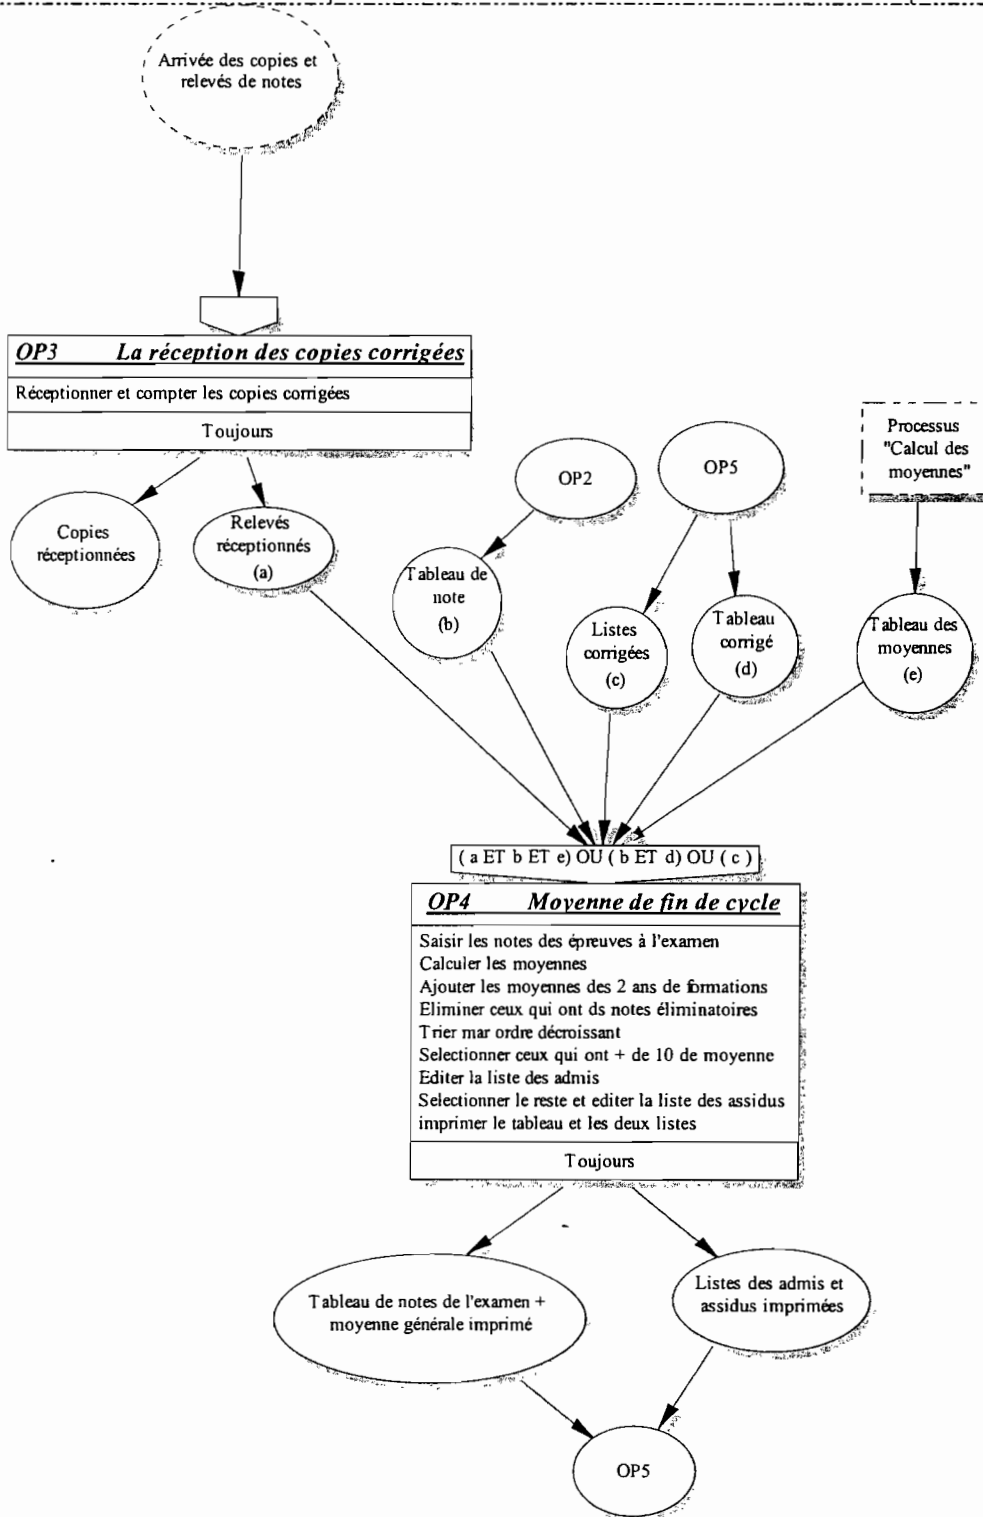 Arrivée des copies et
relevés de notes
OP3 La réception des copies corrigées
Réceptionner et compter les copies corrigées
Toujours
Processus
"Calcul des
moyennes"
OP2
OP5
Copies
réceptionnées
Relevés
réceptionnés
(a)
Tableau de
note
(b)
Listes
corrigées
(c)
Tableau
corrigé
(d)
Tableau des
moyennes
(e)
( a ET b ET e) OU ( b ET d) OU ( c )
OP4 Moyenne de fin de cycle
Saisir les notes des épreuves à l'examen
Calculer les moyennes
Ajouter les moyennes des 2 ans de formations
Eliminer ceux qui ont ds notes éliminatoires
Trier mar ordre décroissant
Selectionner ceux qui ont + de 10 de moyenne
Editer la liste des admis
Selectionner le reste et editer la liste des assidus
imprimer le tableau et les deux listes
Toujours
Tableau de notes de l'examen +
moyenne générale imprimé
Listes des admis et
assidus imprimées
OP5